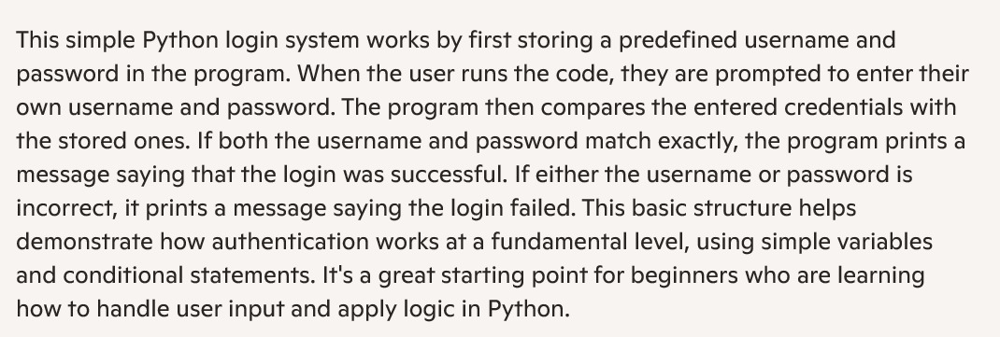 This simple Python login system works by first storing a predefined username and
password in the program. When the user runs the code, they are prompted to enter their
own username and password. The program then compares the entered credentials with
the stored ones. If both the username and password match exactly, the program prints a
message saying that the login was successful. If either the username or password is
incorrect, it prints a message saying the login failed. This basic structure helps
demonstrate how authentication works at a fundamental level, using simple variables
and conditional statements. It's a great starting point for beginners who are learning
how to handle user input and apply logic in Python.